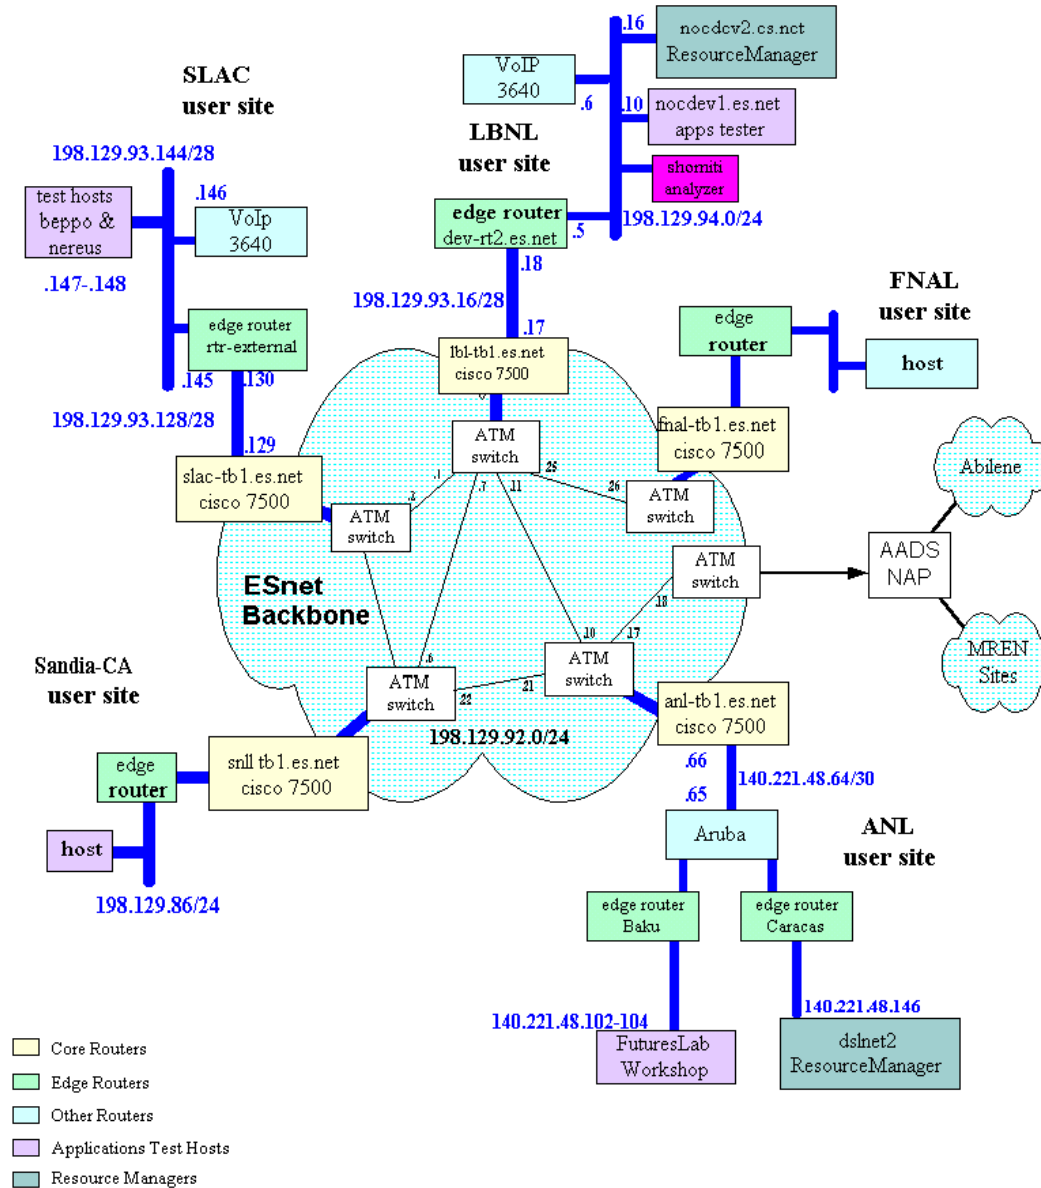 SLAC
user site
198.129.93.144/28
test hosts
beppo &
nereus
.146
VoIp
3640
.147-.148
edge router
rtr-external
.145
.130
198.129.93.128/28
.129
slac-tb1.es.net
cisco 7500
LBNL
user site
VoIP
3640
.6
.16
nocdev2.es.net
ResourceManager
.10
nocdev1.es.net
apps tester
shomiti
analyzer
198.129.94.0/24
edge router
dev-rt2.es.net
.5
.18
198.129.93.16/28
.17
lbl-tb1.es.net
cisco 7500
FNAL
user site
edge
router
host
fnal-tb1.es.net
cisco 7500
ATM
switch
.1
.2
.7
.11
.25
.26
ATM
switch
ATM
switch
ATM
switch
.18
AADS
NAP
Abilene
MREN
Sites
ESnet
Backbone
.10
.17
.6
ATM
switch
.22
.21
ATM
switch
198.129.92.0/24
Sandia-CA
user site
snll tb1.es.net
cisco 7500
edge
router
host
198.129.86/24
anl-tb1.es.net
cisco 7500
.66
140.221.48.64/30
.65
Aruba
ANL
user site
edge router
Baku
edge router
Caracas
140.221.48.102-104
FuturesLab
Workshop
140.221.48.146
dslnet2
ResourceManager
Core Routers
Edge Routers
Other Routers
Applications Test Hosts
Resource Managers